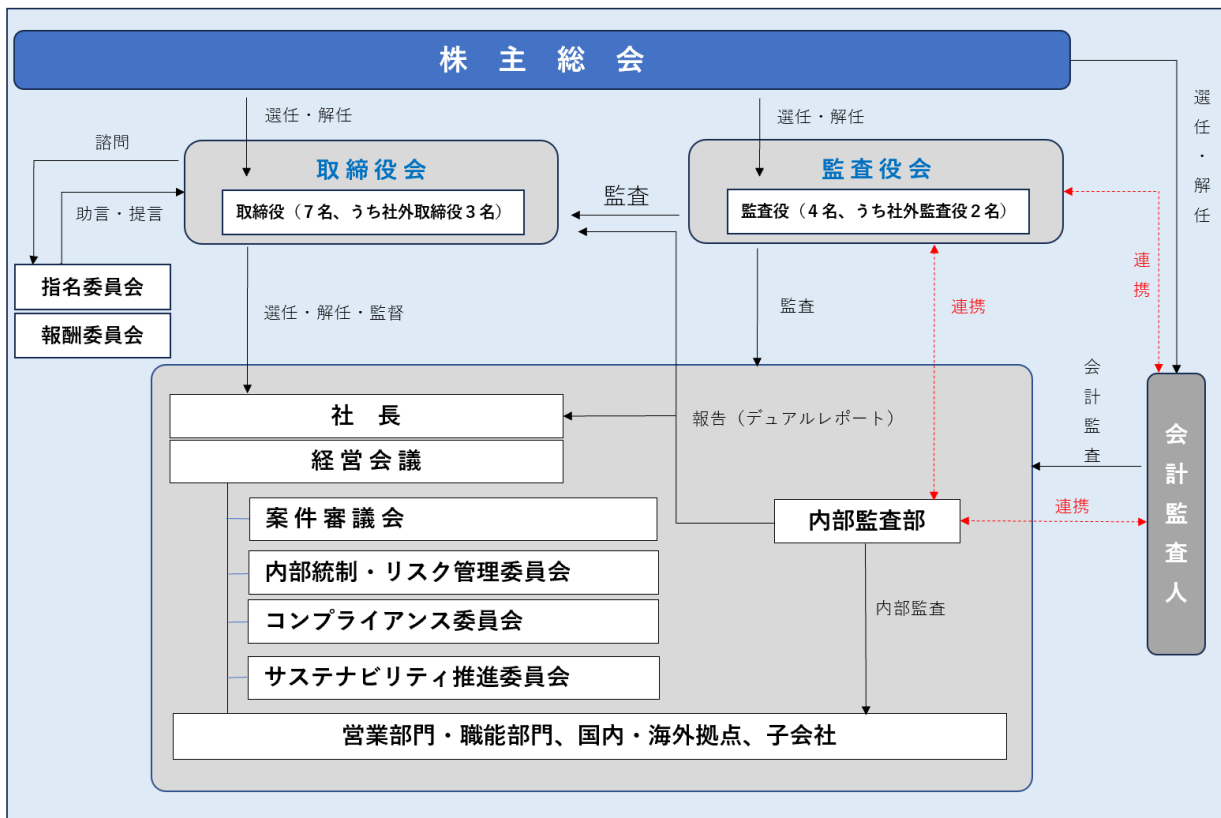 株主総会
選任・解任
選任・解任
選任・解任
諮問
助言・提言
取締役会
取締役（７名、うち社外取締役３名）
監査
監査役会
監査役（４名、うち社外監査役２名）
指名委員会
報酬委員会
選任・解任・監督
監査
連携
連携
会計監査
会計監査人
社長
経営会議
報告（デュアルレポート）
案件審議会
内部統制・リスク管理委員会
コンプライアンス委員会
サステナビリティ推進委員会
内部監査部
連携
内部監査
営業部門・職能部門、国内・海外拠点、子会社